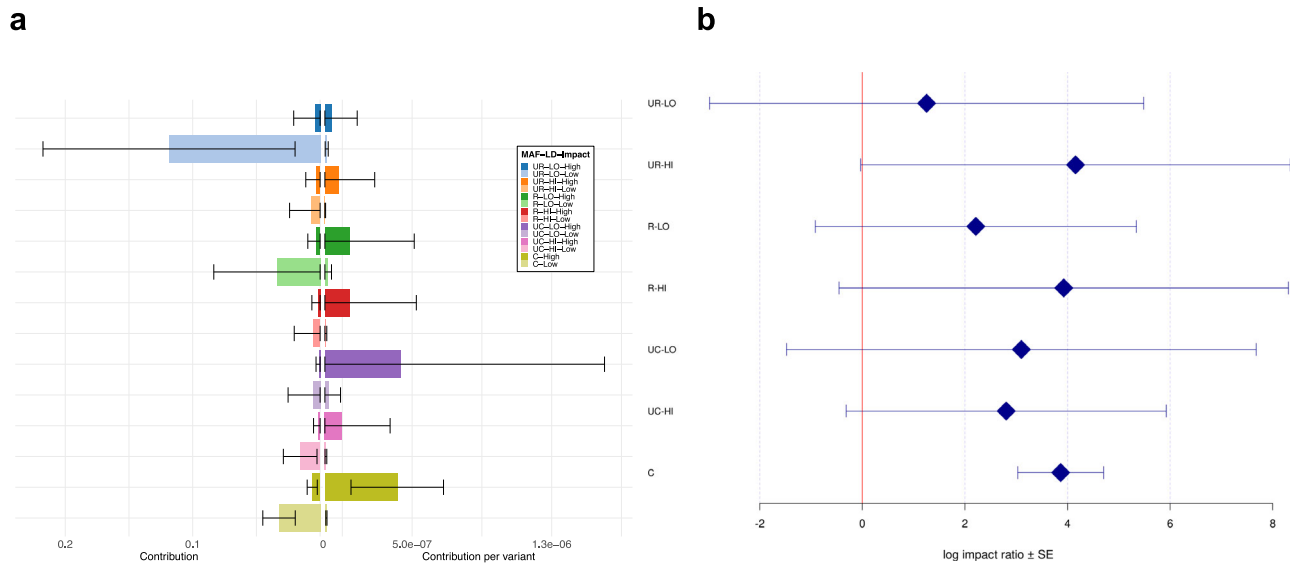 a
b
MAF–LD–Impact
UR–LO–High
UR–LO–Low
UR–HI–High
UR–HI–Low
R–LO–High
R–LO–Low
R–HI–High
R–HI–Low
UC–LO–High
UC–LO–Low
UC–HI–High
UC–HI–Low
C–High
C–Low
0.2 0.1 0 5.0e-07 1.3e-06
Contribution Contribution per variant
UR-LO
UR-HI
R-LO
R-HI
UC-LO
UC-HI
C
-2 0 2 4 6 8
log impact ratio ± SE